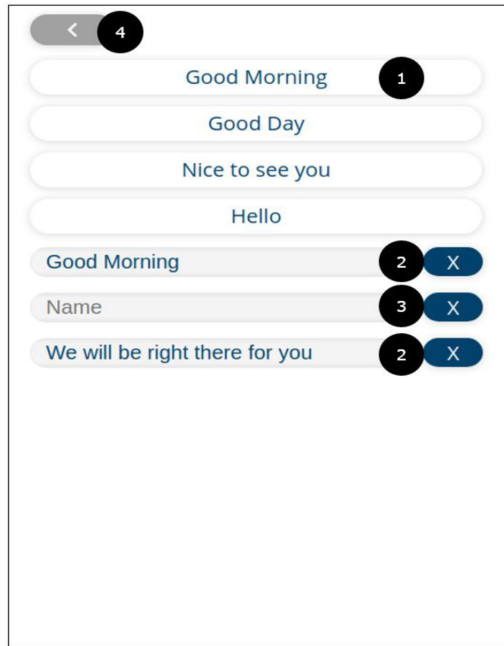 < 4
Good Morning 1
Good Day
Nice to see you
Hello
Good Morning 2 X
Name 3 X
We will be right there for you 2 X